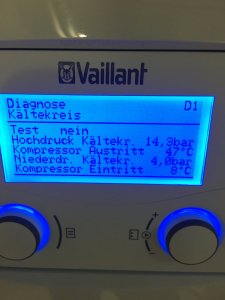 Vaillant
Diagnose D1
Kältekreis
Test nein
Hochdruck Kältekr. 14,3bar
Kompressor Austritt 47°C
Niederdr. Kältekr. 4,0bar
Kompressor Eintritt 8°C